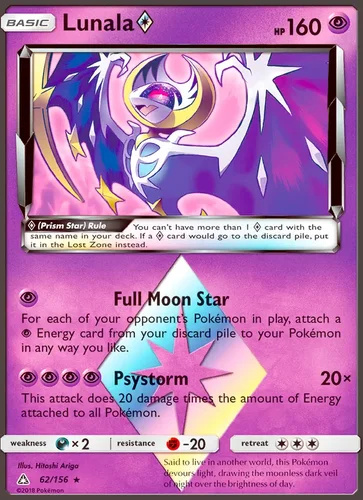 BASIC Lunala HP 160
(Prism Star) Rule You can't have more than 1 ◇ card with the
same name in your deck. If a ◇ card would go to the discard pile, put
it in the Lost Zone instead.
Full Moon Star
For each of your opponent's Pokémon in play, attach a
Energy card from your discard pile to your Pokémon
in any way you like.
Psystorm 20×
This attack does 20 damage times the amount of Energy
attached to all Pokémon.
weakness ×2 resistance -20 retreat
Illus. Hitoshi Ariga
62/156 ★
©2018 Pokémon
Said to live in another world, this Pokémon
devours light, drawing the moonless dark veil
of night over the brightness of day.